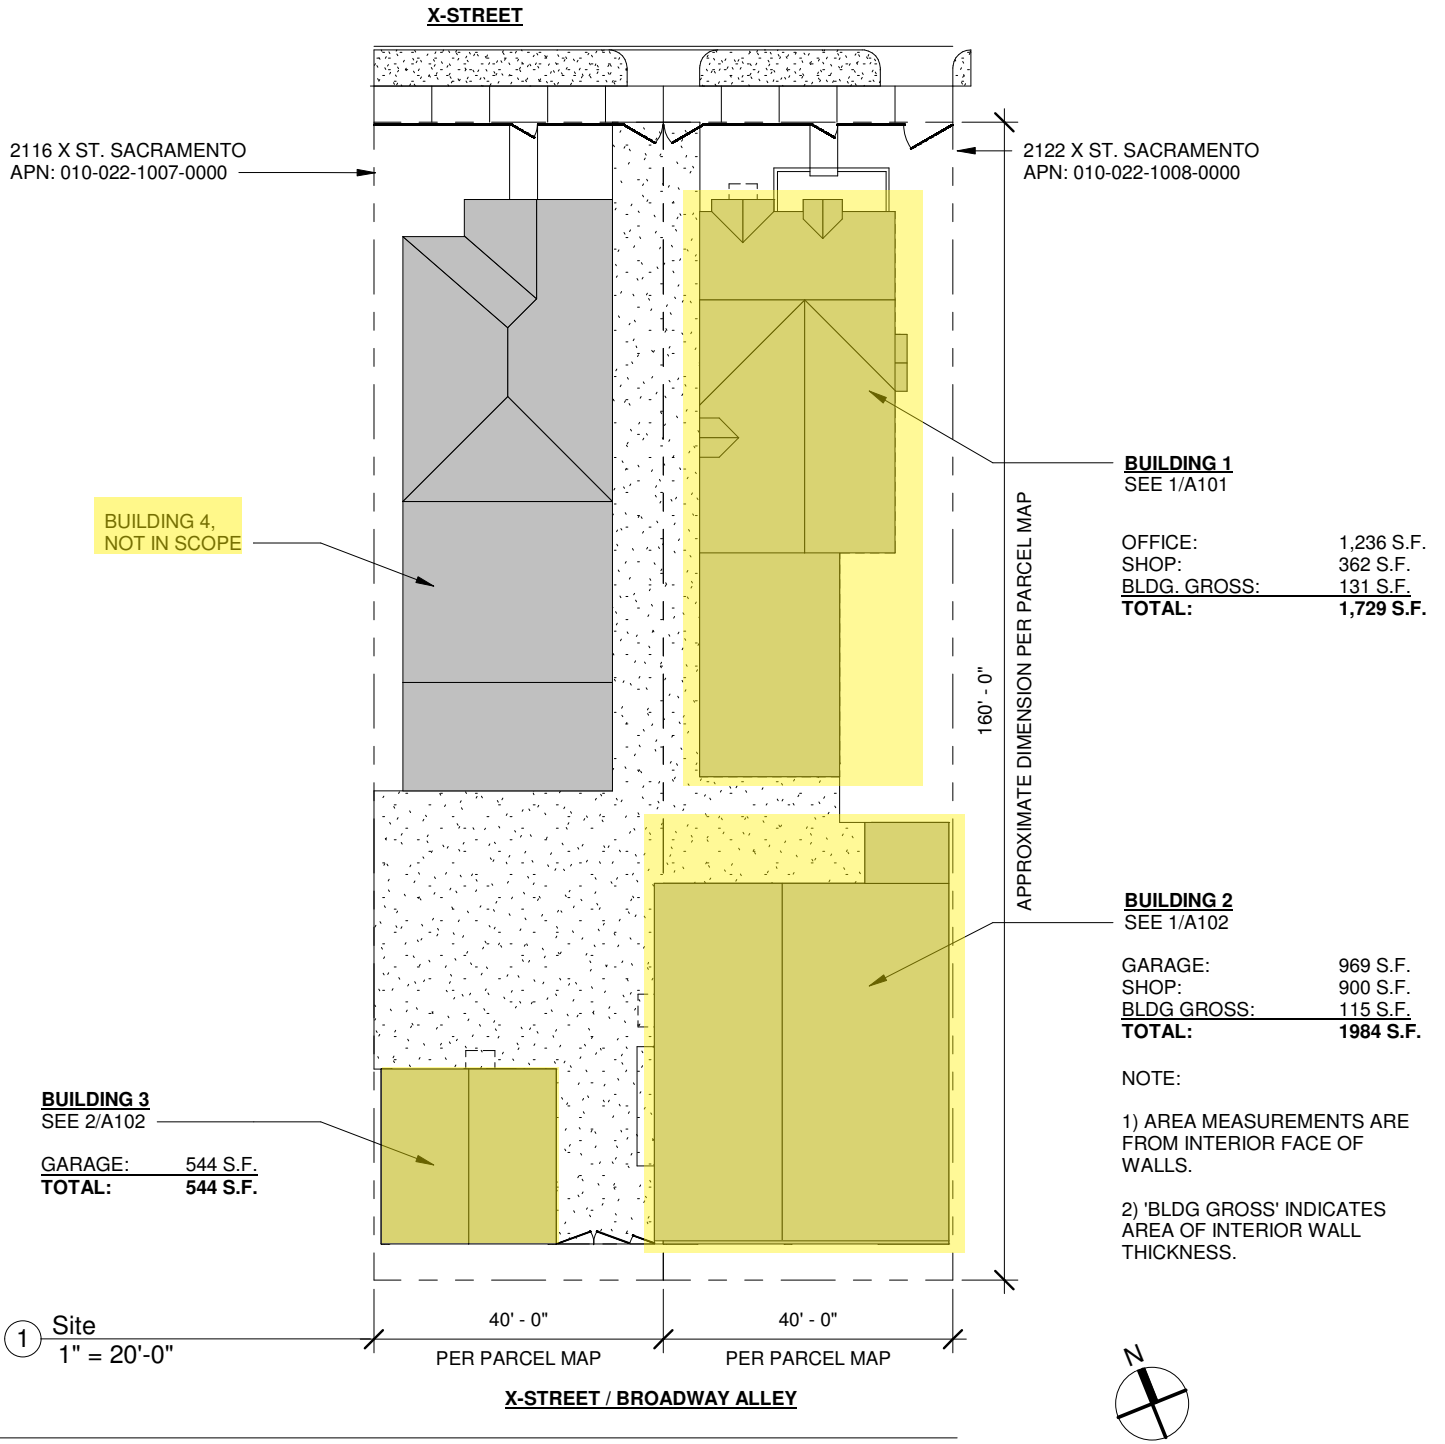 X-STREET
2116 X ST. SACRAMENTO
APN: 010-022-1007-0000
2122 X ST. SACRAMENTO
APN: 010-022-1008-0000
BUILDING 1
SEE 1/A101
OFFICE: 1,236 S.F.
SHOP: 362 S.F.
BLDG. GROSS: 131 S.F.
TOTAL: 1,729 S.F.
BUILDING 4,
NOT IN SCOPE
160' - 0"
APPROXIMATE DIMENSION PER PARCEL MAP
BUILDING 2
SEE 1/A102
GARAGE: 969 S.F.
SHOP: 900 S.F.
BLDG GROSS: 115 S.F.
TOTAL: 1984 S.F.
NOTE:
1) AREA MEASUREMENTS ARE
FROM INTERIOR FACE OF
WALLS.
2) 'BLDG GROSS' INDICATES
AREA OF INTERIOR WALL
THICKNESS.
BUILDING 3
SEE 2/A102
GARAGE: 544 S.F.
TOTAL: 544 S.F.
1 Site
1" = 20'-0"
40' - 0" 40' - 0"
PER PARCEL MAP PER PARCEL MAP
X-STREET / BROADWAY ALLEY
N